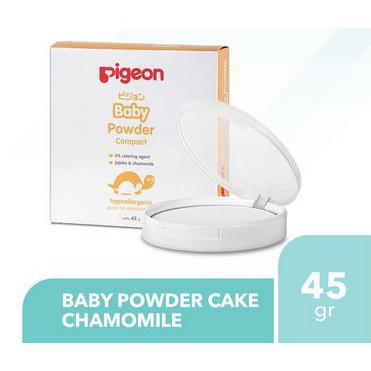 Pigeon
ピジョン
Baby
Powder
Compact
0% coloring agent
jojoba & chamomile
hypoallergenic
45 g
BABY POWDER CAKE
CHAMOMILE
45
gr